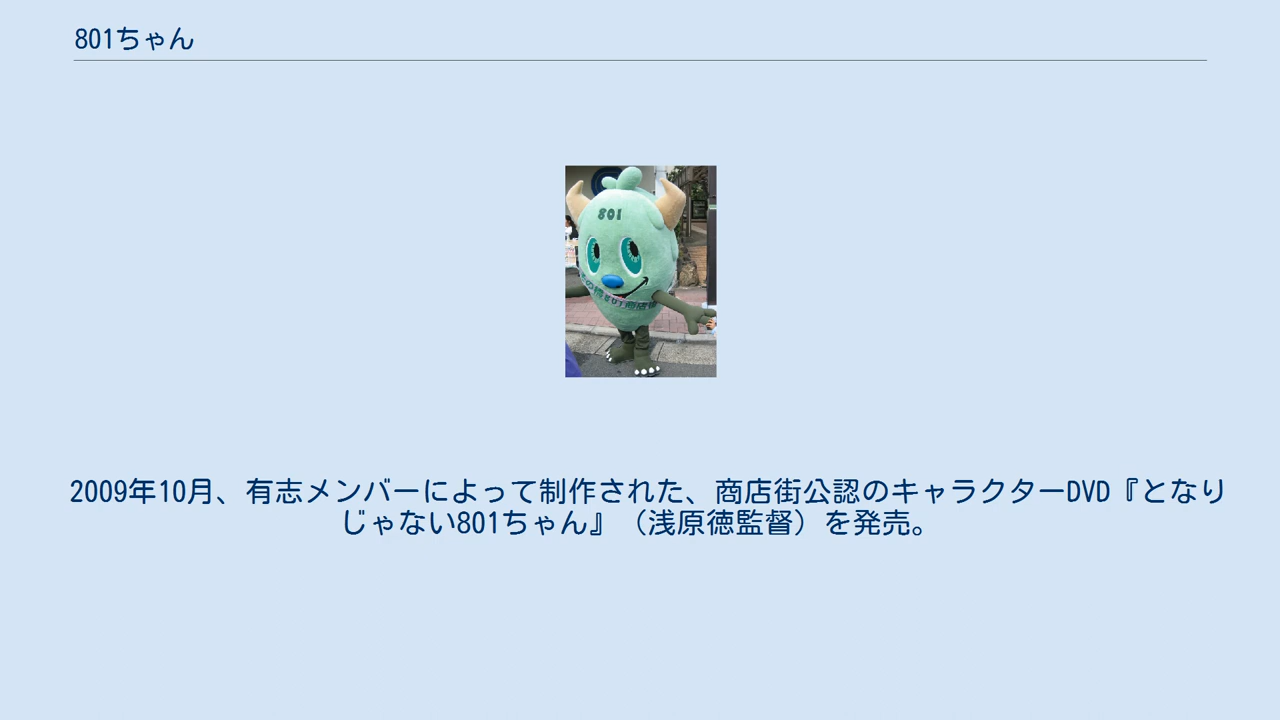 801ちゃん
801
2009年10月、有志メンバーによって制作された、商店街公認のキャラクターDVD『となり
じゃない801ちゃん』（浅原徳監督）を発売。